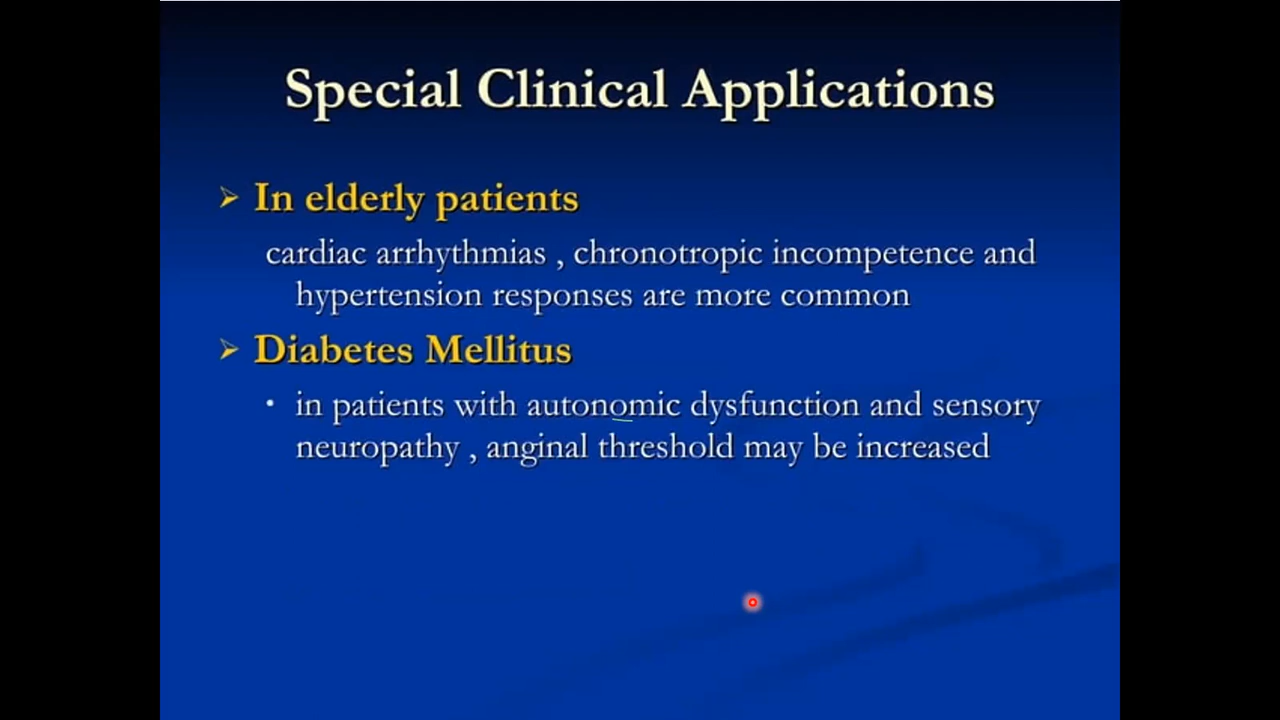 Special Clinical Applications
➢ In elderly patients
cardiac arrhythmias , chronotropic incompetence and
hypertension responses are more common
➢ Diabetes Mellitus
• in patients with autonomic dysfunction and sensory
neuropathy , anginal threshold may be increased